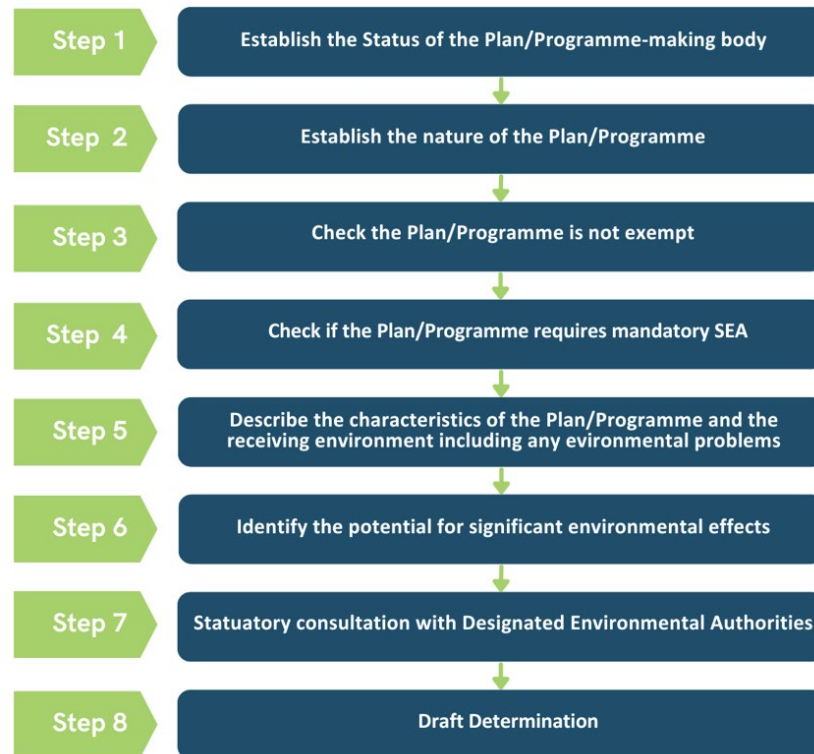 Step 1
Establish the Status of the Plan/Programme-making body
Step 2
Establish the nature of the Plan/Programme
Step 3
Check the Plan/Programme is not exempt
Step 4
Check if the Plan/Programme requires mandatory SEA
Step 5
Describe the characteristics of the Plan/Programme and the
receiving environment including any evironmental problems
Step 6
Identify the potential for significant environmental effects
Step 7
Statuatory consultation with Designated Environmental Authorities
Step 8
Draft Determination